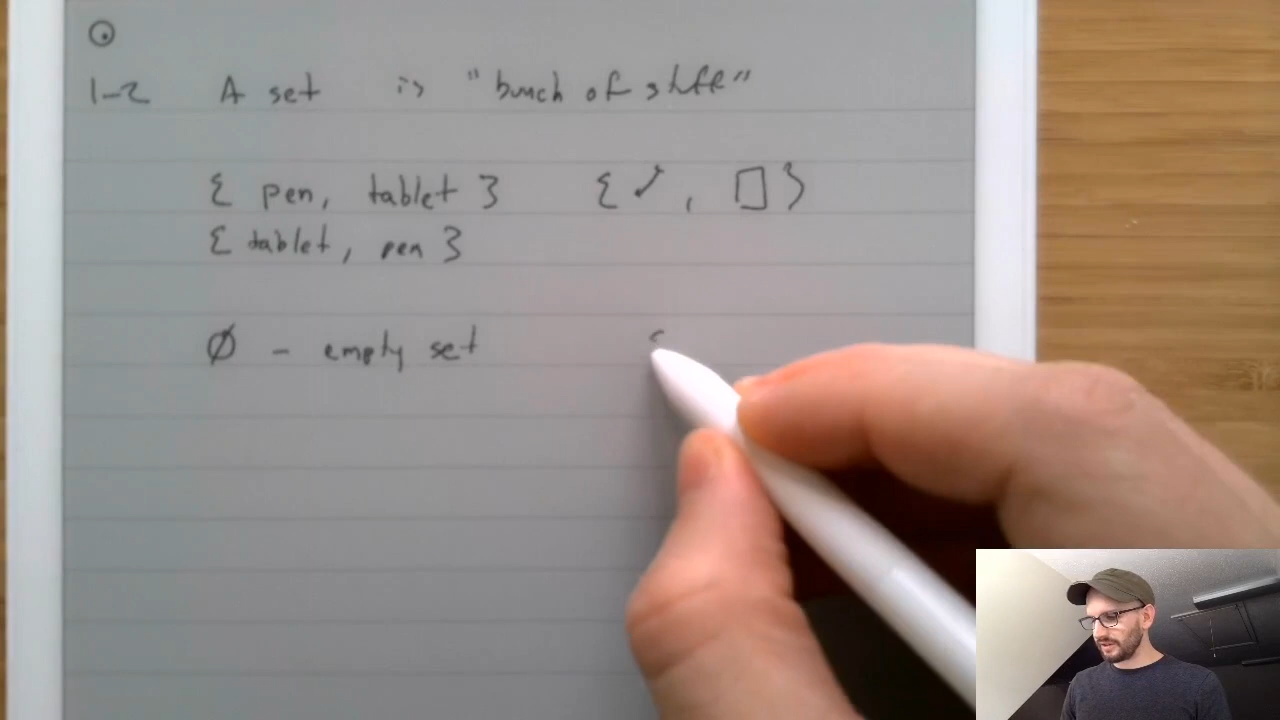 1-2 A set is "bunch of stuff"
{ pen, tablet } { ✓, □ }
{ tablet, pen }
∅ - empty set